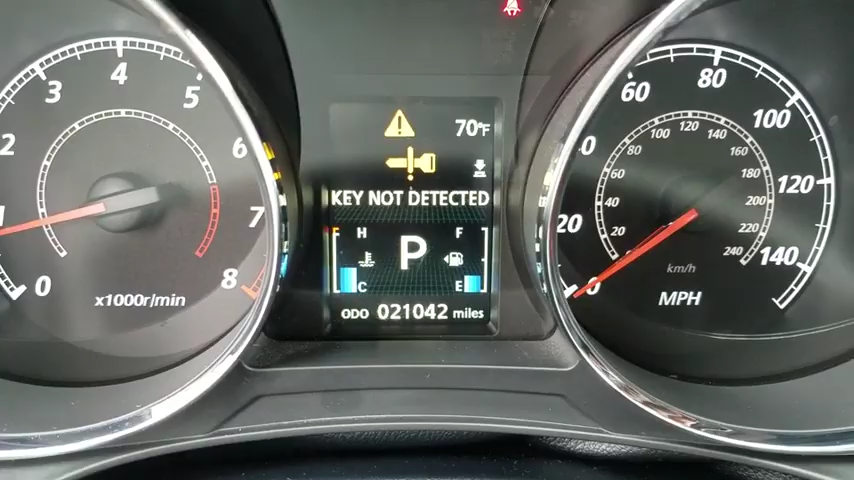 2
3
4
5
6
7
8
0
x1000r/min
70°F
KEY NOT DETECTED
H
F
P
C
E
ODO 021042 miles
0
20
60
80
100
120
140
20
40
60
80
100
120
140
160
180
200
220
240
km/h
MPH